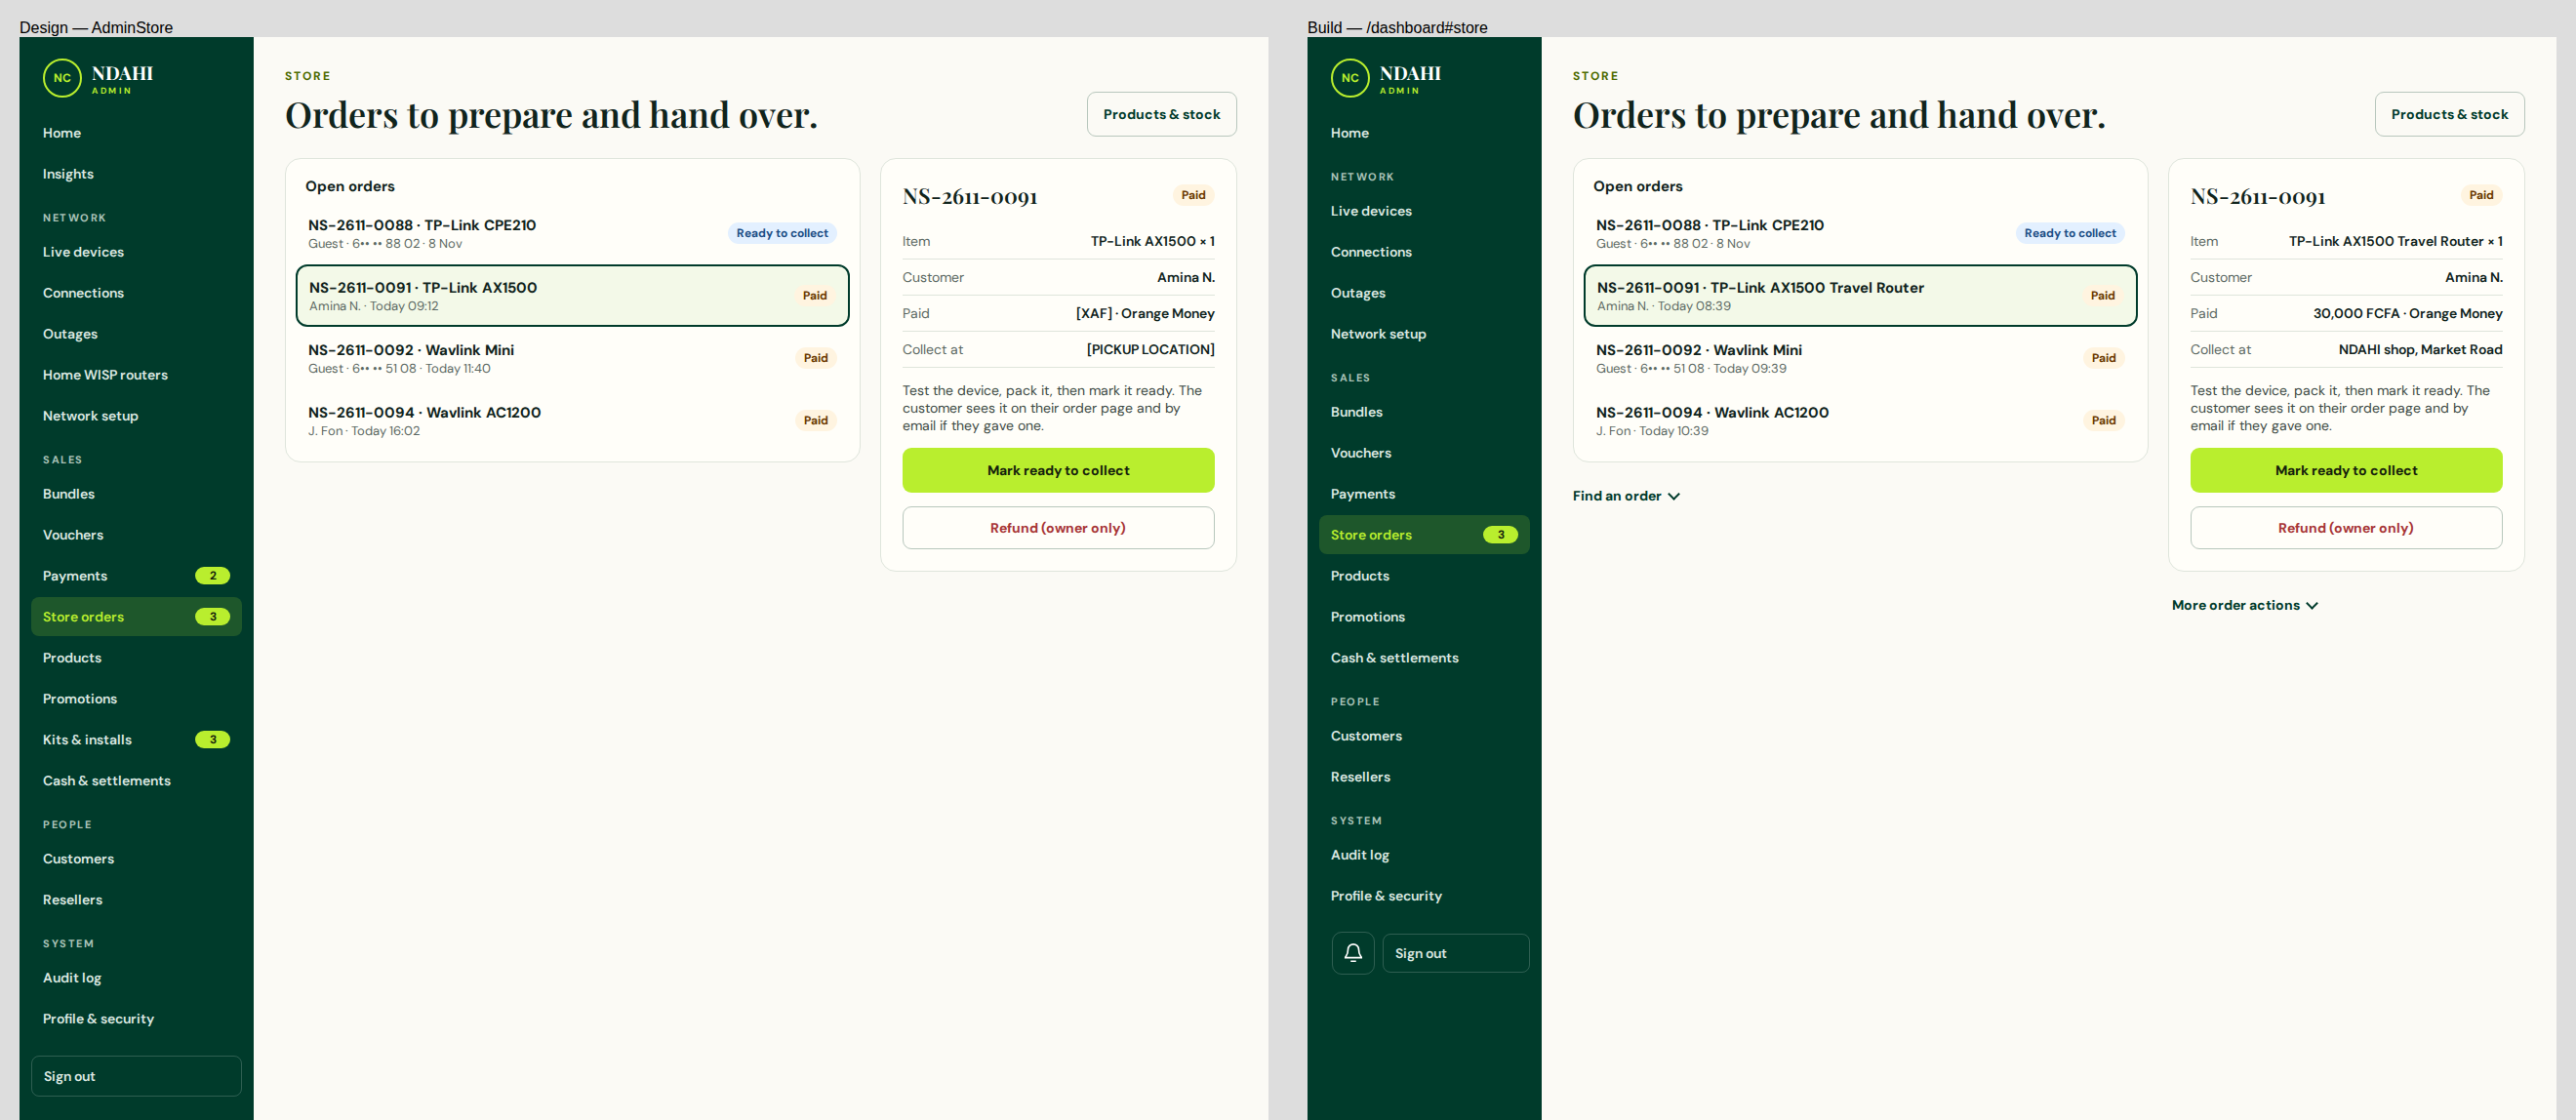 Design — AdminStore
NC
NDAHI
ADMIN
Home
Insights
NETWORK
Live devices
Connections
Outages
Home WISP routers
Network setup
SALES
Bundles
Vouchers
Payments 2
Store orders 3
Products
Promotions
Kits & installs 3
Cash & settlements
PEOPLE
Customers
Resellers
SYSTEM
Audit log
Profile & security
Sign out
STORE
Orders to prepare and hand over.
Products & stock
Open orders
NS-2611-0088 · TP-Link CPE210
Guest · 6•• •• 88 02 · 8 Nov
Ready to collect
NS-2611-0091 · TP-Link AX1500
Amina N. · Today 09:12
Paid
NS-2611-0092 · Wavlink Mini
Guest · 6•• •• 51 08 · Today 11:40
Paid
NS-2611-0094 · Wavlink AC1200
J. Fon · Today 16:02
Paid
NS-2611-0091
Paid
Item TP-Link AX1500 × 1
Customer Amina N.
Paid [XAF] · Orange Money
Collect at [PICKUP LOCATION]
Test the device, pack it, then mark it ready. The
customer sees it on their order page and by
email if they gave one.
Mark ready to collect
Refund (owner only)
Build — /dashboard#store
NC
NDAHI
ADMIN
Home
NETWORK
Live devices
Connections
Outages
Network setup
SALES
Bundles
Vouchers
Payments
Store orders 3
Products
Promotions
Cash & settlements
PEOPLE
Customers
Resellers
SYSTEM
Audit log
Profile & security
Sign out
STORE
Orders to prepare and hand over.
Products & stock
Open orders
NS-2611-0088 · TP-Link CPE210
Guest · 6•• •• 88 02 · 8 Nov
Ready to collect
NS-2611-0091 · TP-Link AX1500 Travel Router
Amina N. · Today 08:39
Paid
NS-2611-0092 · Wavlink Mini
Guest · 6•• •• 51 08 · Today 09:39
Paid
NS-2611-0094 · Wavlink AC1200
J. Fon · Today 10:39
Paid
Find an order
NS-2611-0091
Paid
Item TP-Link AX1500 Travel Router × 1
Customer Amina N.
Paid 30,000 FCFA · Orange Money
Collect at NDAHI shop, Market Road
Test the device, pack it, then mark it ready. The
customer sees it on their order page and by
email if they gave one.
Mark ready to collect
Refund (owner only)
More order actions